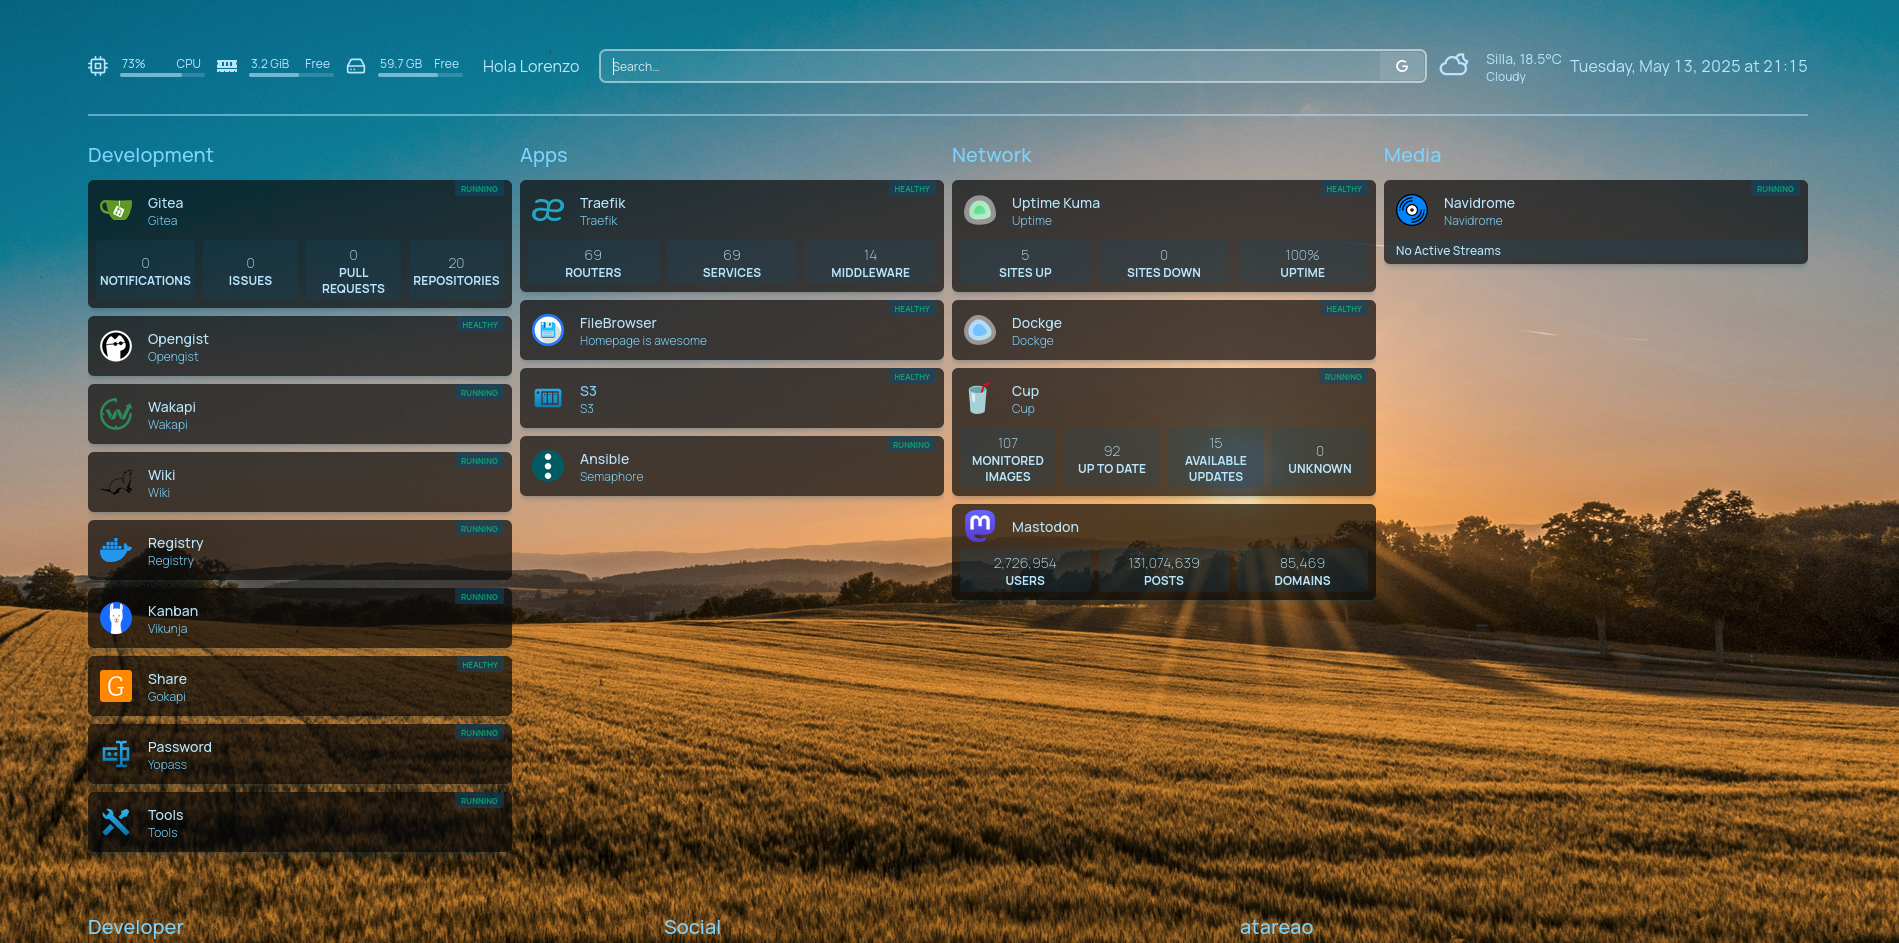 73% CPU
3.2 GiB Free
59.7 GB Free
Hola Lorenzo
Search...
G
Silla, 18.5°C
Cloudy
Tuesday, May 13, 2025 at 21:15
Development
RUNNING
Gitea
Gitea
0
NOTIFICATIONS
0
ISSUES
0
PULL
REQUESTS
20
REPOSITORIES
HEALTHY
Opengist
Opengist
RUNNING
Wakapi
Wakapi
RUNNING
Wiki
Wiki
RUNNING
Registry
Registry
RUNNING
Kanban
Vikunja
HEALTHY
G
Share
Gokapi
RUNNING
Password
Yopass
RUNNING
Tools
Tools
Apps
HEALTHY
Traefik
Traefik
69
ROUTERS
69
SERVICES
14
MIDDLEWARE
HEALTHY
FileBrowser
Homepage is awesome
HEALTHY
S3
S3
RUNNING
Ansible
Semaphore
Network
HEALTHY
Uptime Kuma
Uptime
5
SITES UP
0
SITES DOWN
100%
UPTIME
HEALTHY
Dockge
Dockge
RUNNING
Cup
Cup
107
MONITORED
IMAGES
92
UP TO DATE
15
AVAILABLE
UPDATES
0
UNKNOWN
m
Mastodon
2,726,954
USERS
131,074,639
POSTS
85,469
DOMAINS
Media
RUNNING
Navidrome
Navidrome
No Active Streams
Developer
Social
atareao